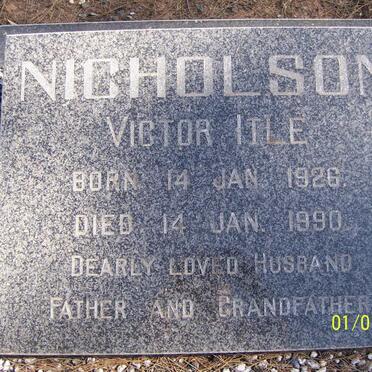 NICHOLSON
VICTOR ITLE
BORN 14 JAN. 1926.
DIED 14 JAN. 1990.
DEARLY LOVED HUSBAND
FATHER AND GRANDFATHER
01/0